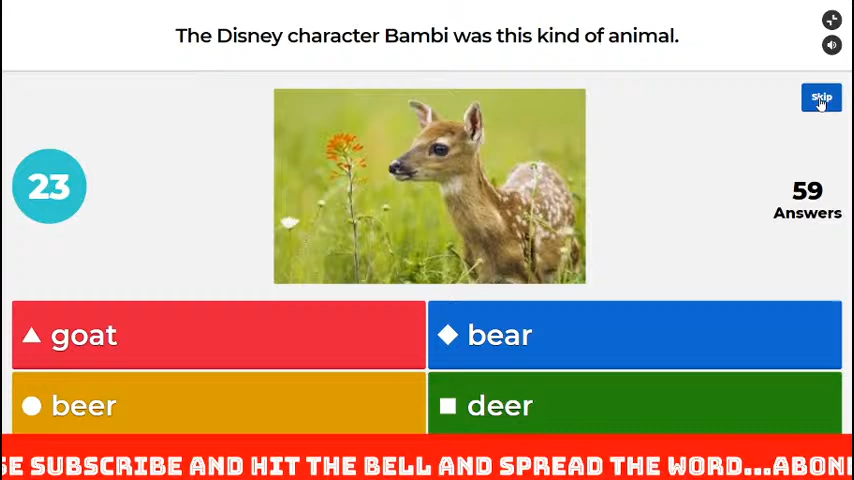 The Disney character Bambi was this kind of animal.
Skip
23
59
Answers
goat
bear
beer
deer
SE SUBSCRIBE AND HIT THE BELL AND SPREAD THE WORD...ABON